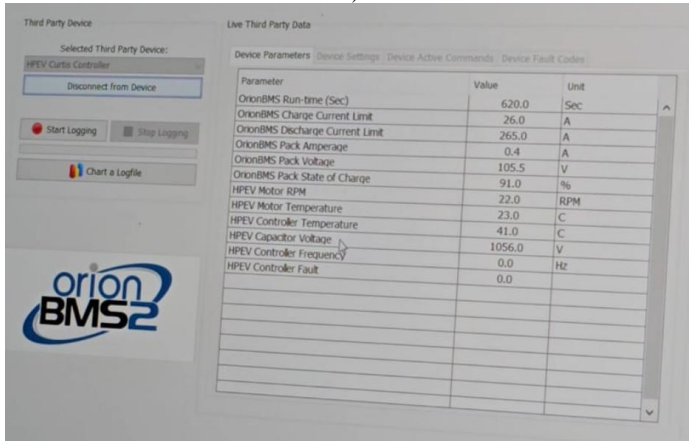 Third Party Device
Selected Third Party Device:
HPEV Curtis Controller
Disconnect from Device
Start Logging
Stop Logging
Chart a Logfile
orion
BMS2
Live Third Party Data
Device Parameters Device Settings Device Active Commands Device Fault Codes
Parameter Value Unit
OrionBMS Run-time (Sec) 620.0 Sec
OrionBMS Charge Current Limit 26.0 A
OrionBMS Discharge Current Limit 265.0 A
OrionBMS Pack Amperage 0.4 A
OrionBMS Pack Voltage 105.5 V
OrionBMS Pack State of Charge 91.0 %
HPEV Motor RPM 22.0 RPM
HPEV Motor Temperature 23.0 C
HPEV Controller Temperature 41.0 C
HPEV Capacitor Voltage 1056.0 V
HPEV Controller Frequency 0.0 Hz
HPEV Controller Fault 0.0